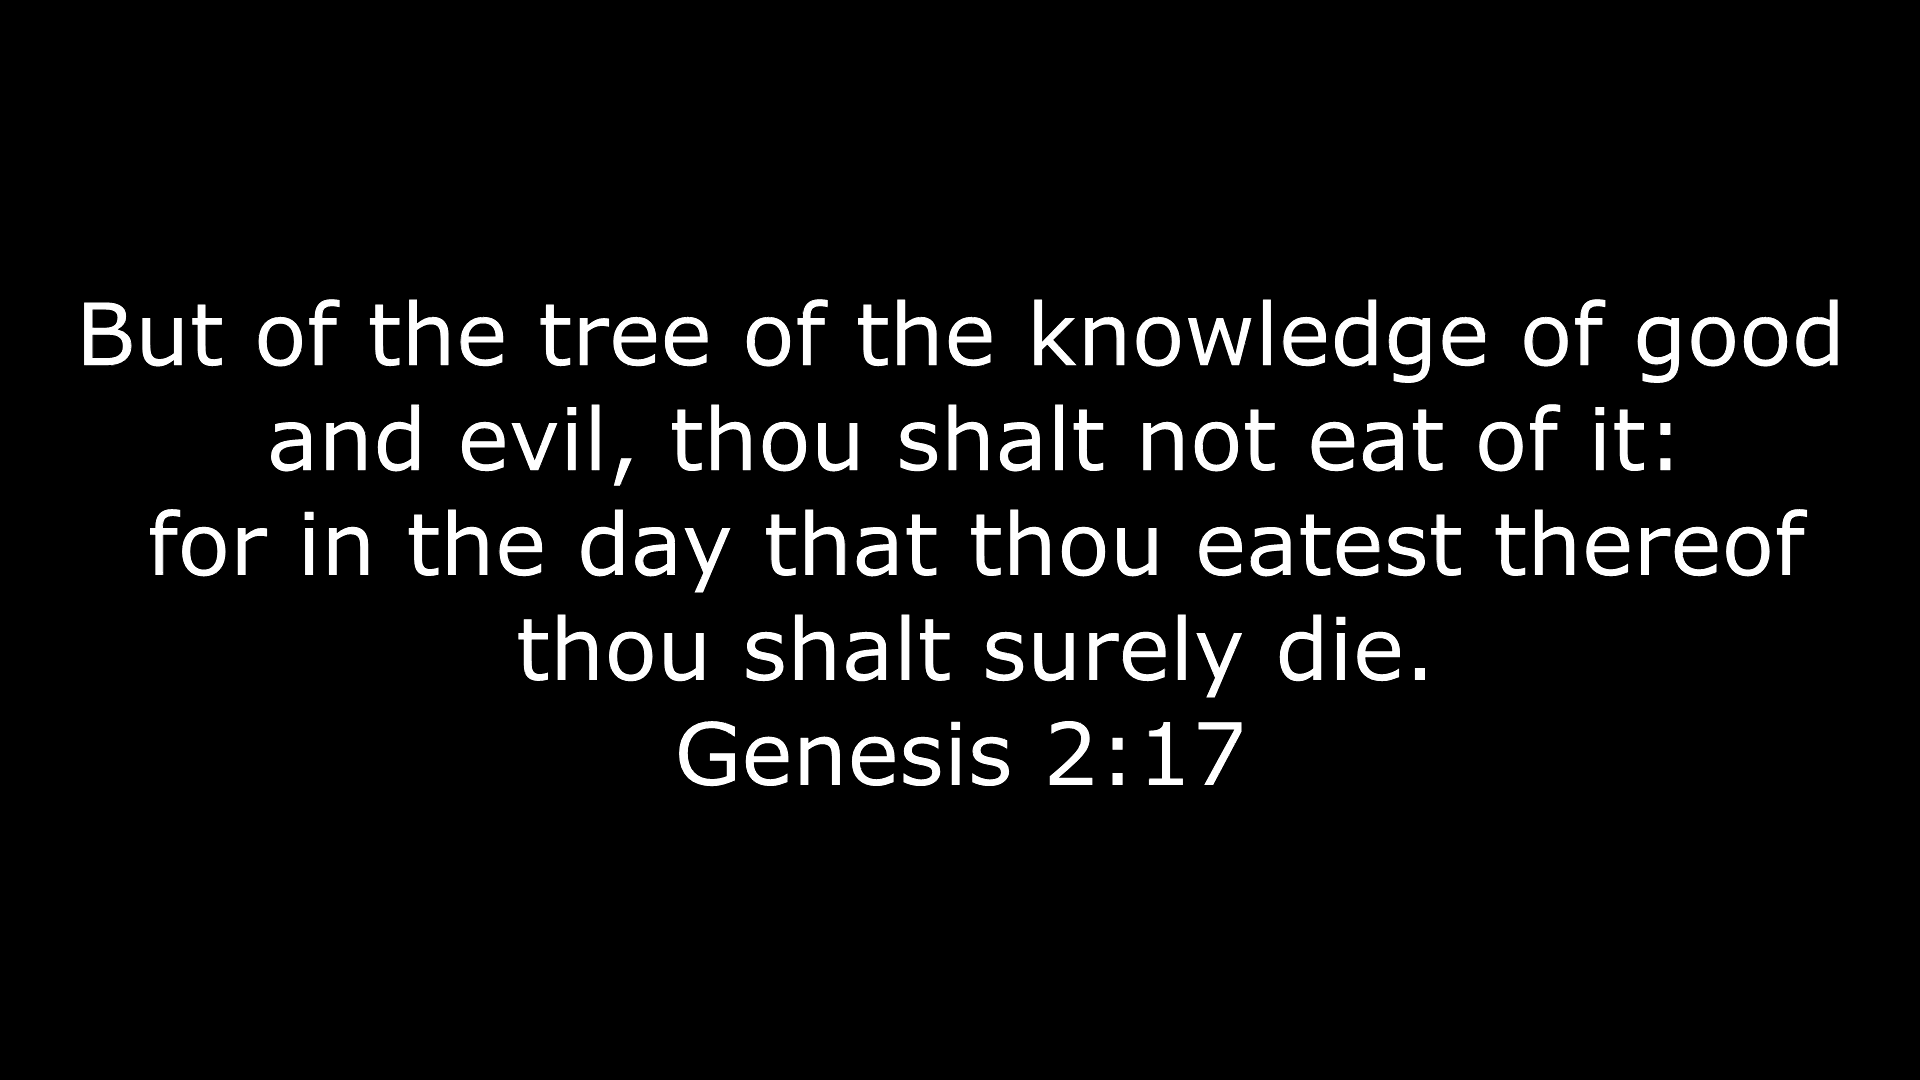 But of the tree of the knowledge of good
and evil, thou shalt not eat of it:
for in the day that thou eatest thereof
thou shalt surely die.
Genesis 2:17